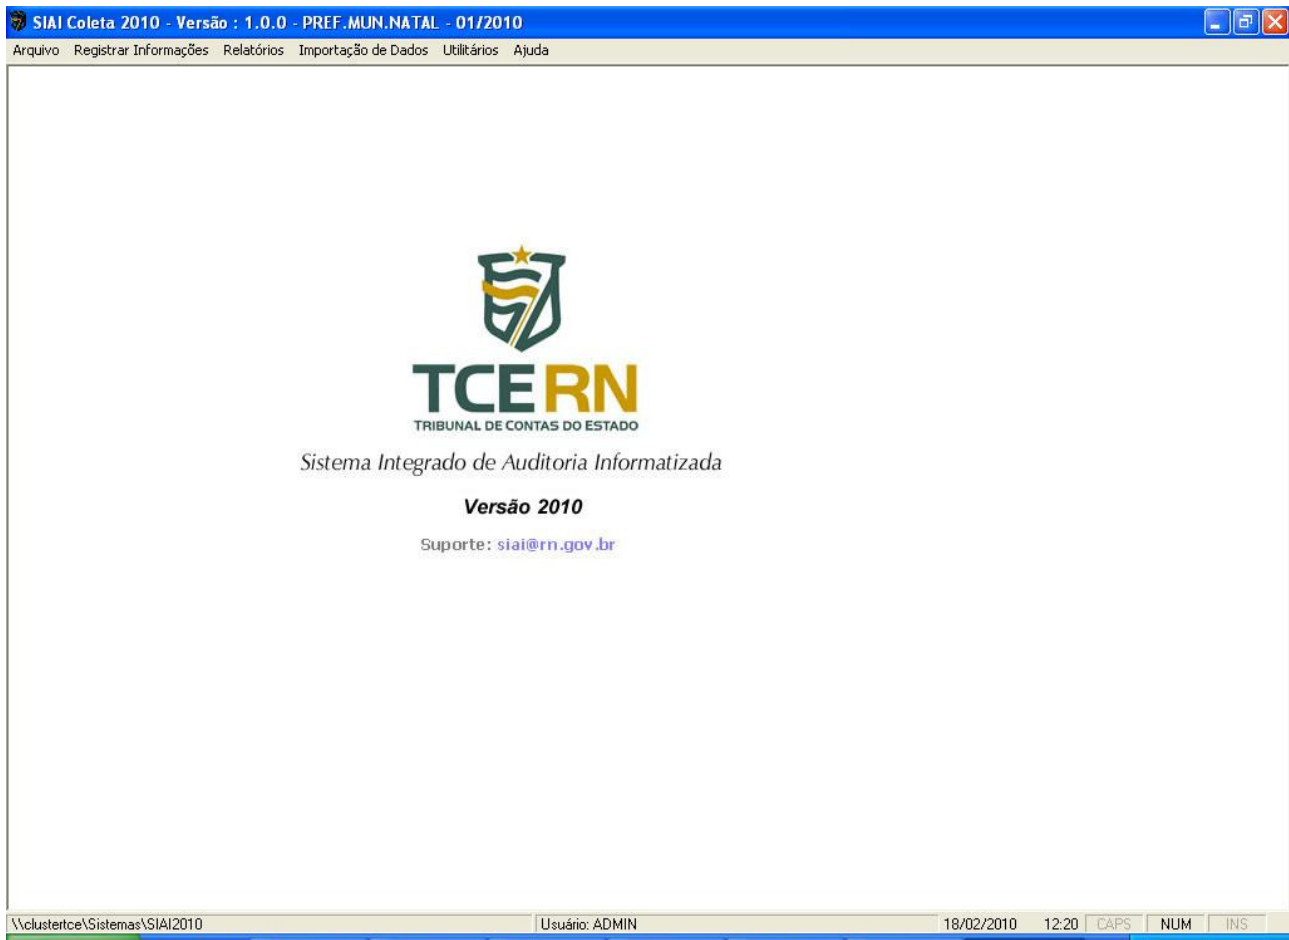 SIAI Coleta 2010 - Versão : 1.0.0 - PREF.MUN.NATAL - 01/2010
Arquivo Registrar Informações Relatórios Importação de Dados Utilitários Ajuda
TCERN
TRIBUNAL DE CONTAS DO ESTADO
Sistema Integrado de Auditoria Informatizada
Versão 2010
Suporte: siai@rn.gov.br
\\clustertce\Sistemas\SIAI2010 Usuário: ADMIN 18/02/2010 12:20 CAPS NUM INS